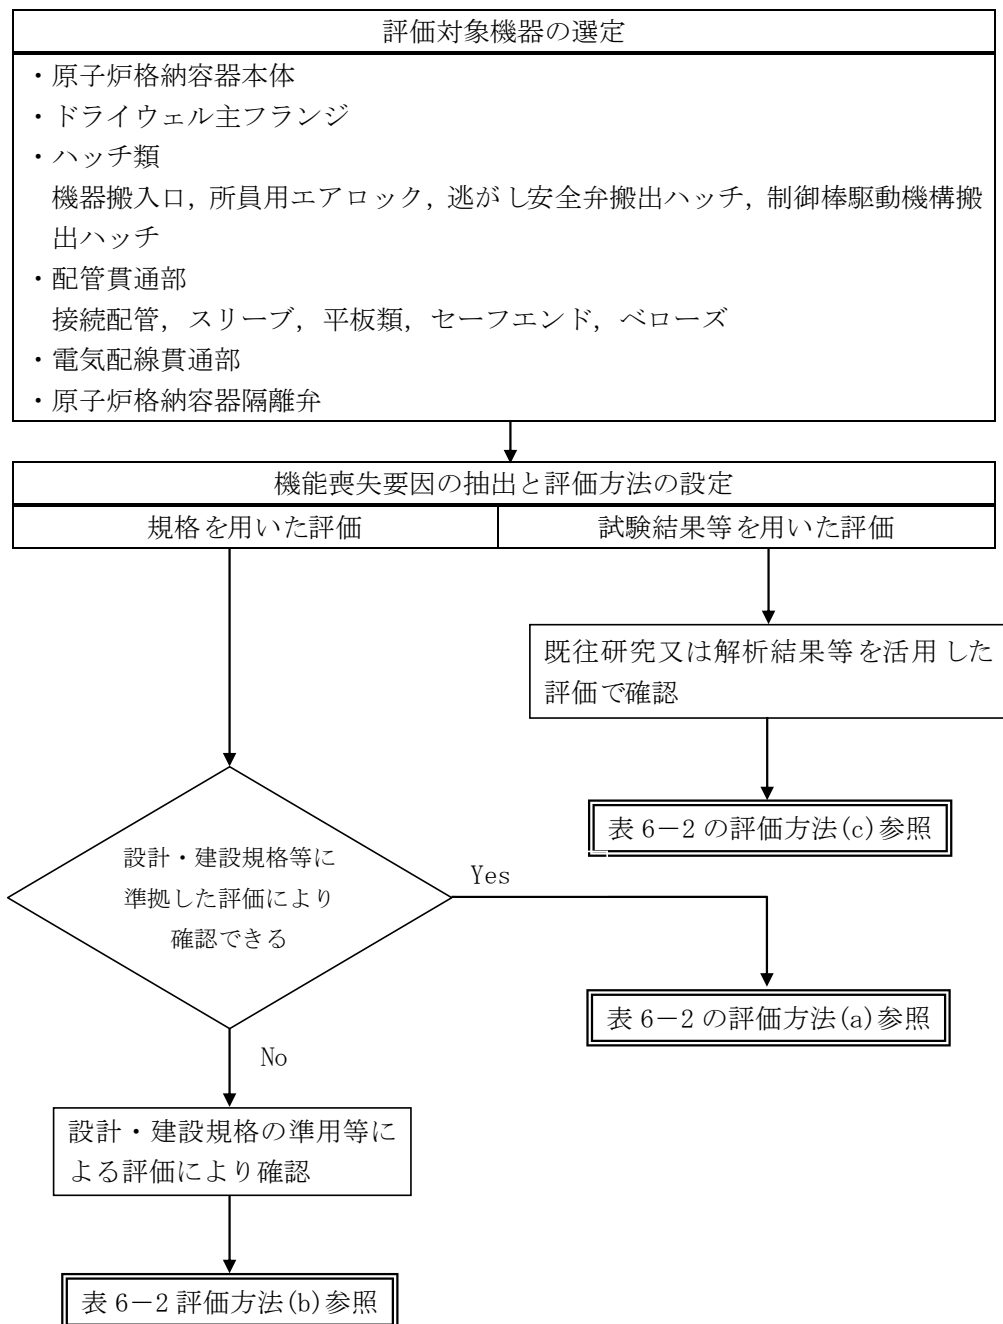 評価対象機器の選定
・原子炉格納容器本体
・ドライウェル主フランジ
・ハッチ類
機器搬入口，所員用エアロック，逃がし安全弁搬出ハッチ，制御棒駆動機構搬
出ハッチ
・配管貫通部
接続配管，スリーブ，平板類，セーフエンド，ベローズ
・電気配線貫通部
・原子炉格納容器隔離弁
機能喪失要因の抽出と評価方法の設定
規格を用いた評価
試験結果等を用いた評価
既往研究又は解析結果等を活用した
評価で確認
表 6－2 の評価方法(c)参照
設計・建設規格等に
準拠した評価により
確認できる
Yes
表 6－2 の評価方法(a)参照
No
設計・建設規格の準用等に
よる評価により確認
表 6－2 評価方法(b)参照